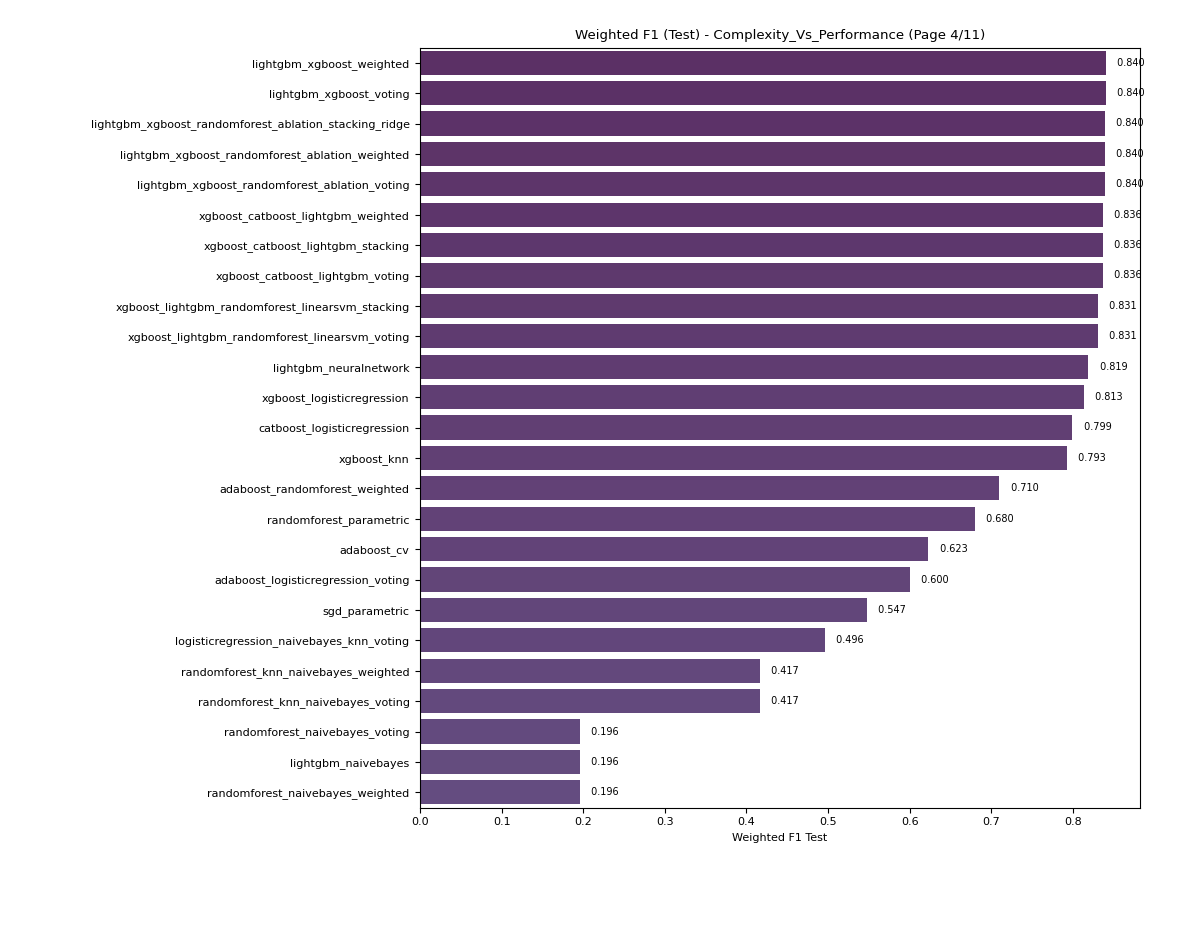 Weighted F1 (Test) - Complexity_Vs_Performance (Page 4/11)
lightgbm_xgboost_weighted 0.840
lightgbm_xgboost_voting 0.840
lightgbm_xgboost_randomforest_ablation_stacking_ridge 0.840
lightgbm_xgboost_randomforest_ablation_weighted 0.840
lightgbm_xgboost_randomforest_ablation_voting 0.840
xgboost_catboost_lightgbm_weighted 0.836
xgboost_catboost_lightgbm_stacking 0.836
xgboost_catboost_lightgbm_voting 0.836
xgboost_lightgbm_randomforest_linearsvm_stacking 0.831
xgboost_lightgbm_randomforest_linearsvm_voting 0.831
lightgbm_neuralnetwork 0.819
xgboost_logisticregression 0.813
catboost_logisticregression 0.799
xgboost_knn 0.793
adaboost_randomforest_weighted 0.710
randomforest_parametric 0.680
adaboost_cv 0.623
adaboost_logisticregression_voting 0.600
sgd_parametric 0.547
logisticregression_naivebayes_knn_voting 0.496
randomforest_knn_naivebayes_weighted 0.417
randomforest_knn_naivebayes_voting 0.417
randomforest_naivebayes_voting 0.196
lightgbm_naivebayes 0.196
randomforest_naivebayes_weighted 0.196
0.0 0.1 0.2 0.3 0.4 0.5 0.6 0.7 0.8
Weighted F1 Test